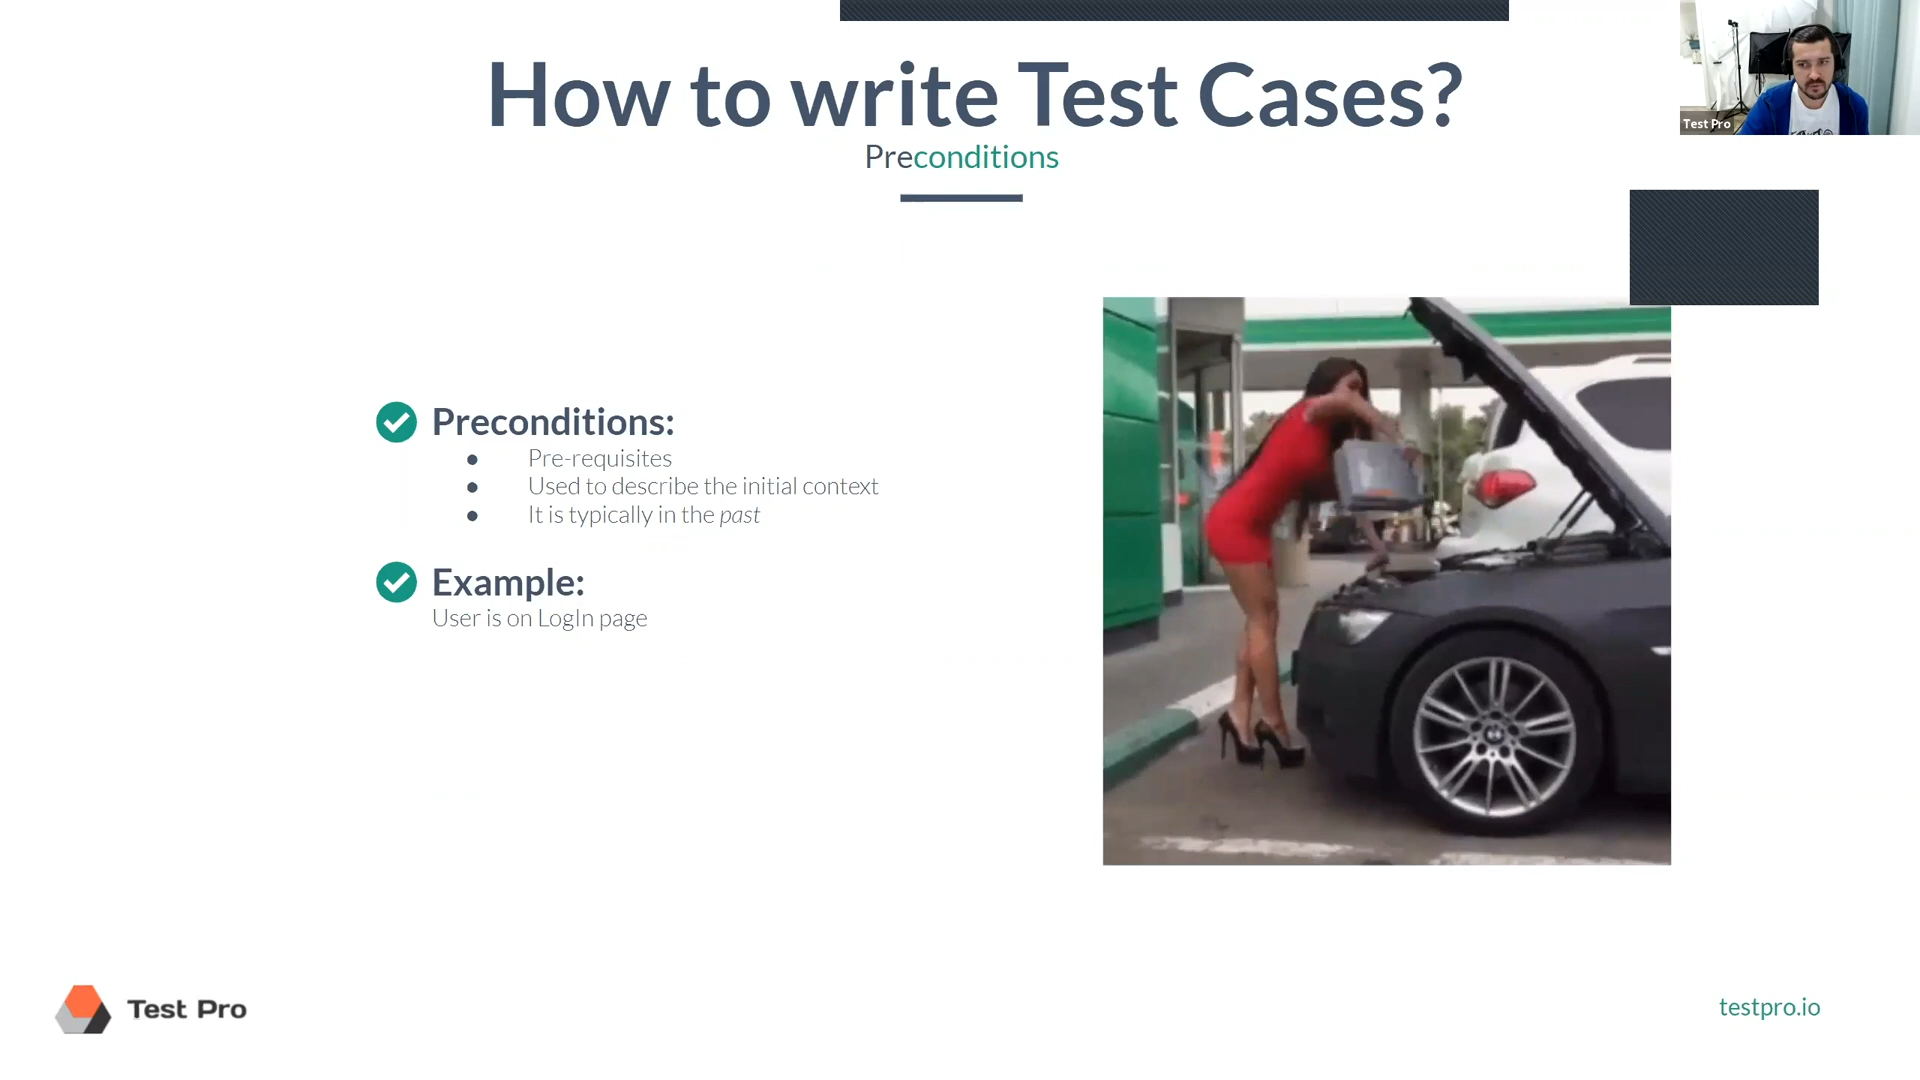 How to write Test Cases?
Test Pro
Preconditions
Preconditions:
Pre-requisites
Used to describe the initial context
It is typically in the past
Example:
User is on LogIn page
Test Pro
testpro.io